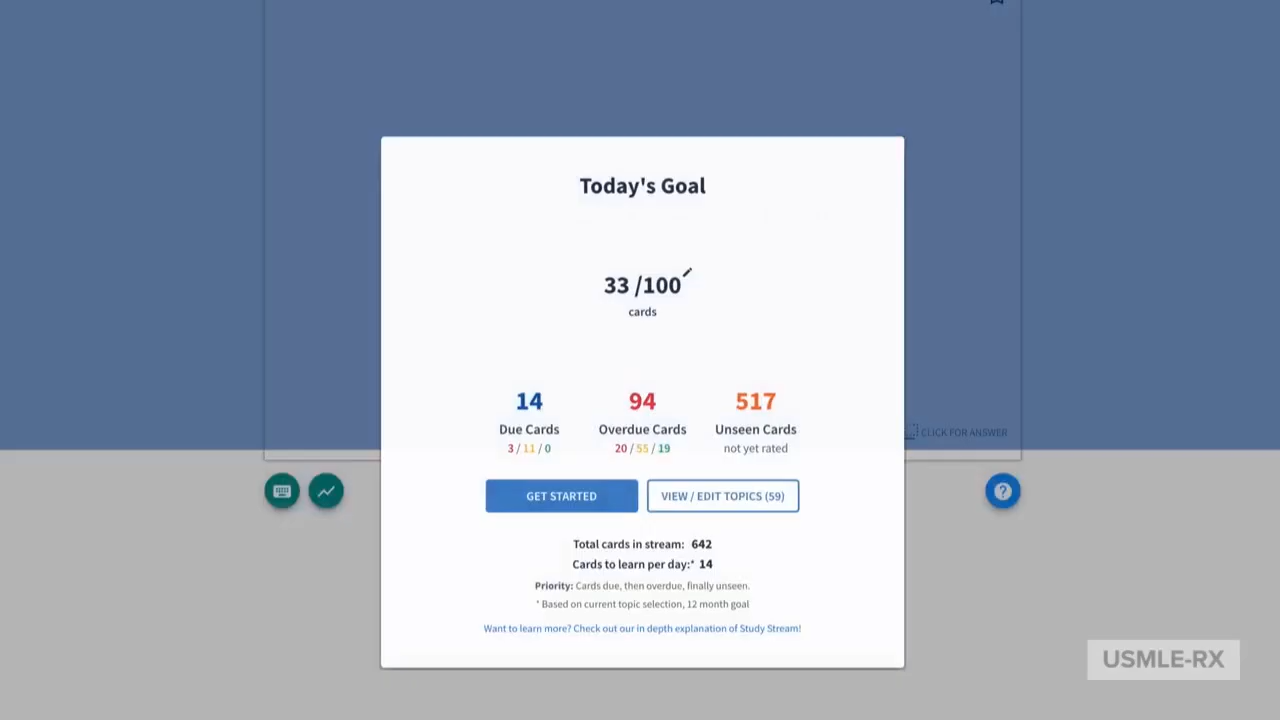 Today's Goal
33 /100
cards
14 94 517
Due Cards Overdue Cards Unseen Cards
3 / 11 / 0 20 / 55 / 19 not yet rated
CLICK FOR ANSWER
GET STARTED VIEW / EDIT TOPICS (59)
Total cards in stream: 642
Cards to learn per day:* 14
Priority: Cards due, then overdue, finally unseen.
* Based on current topic selection, 12 month goal
Want to learn more? Check out our in depth explanation of Study Stream!
USMLE-RX